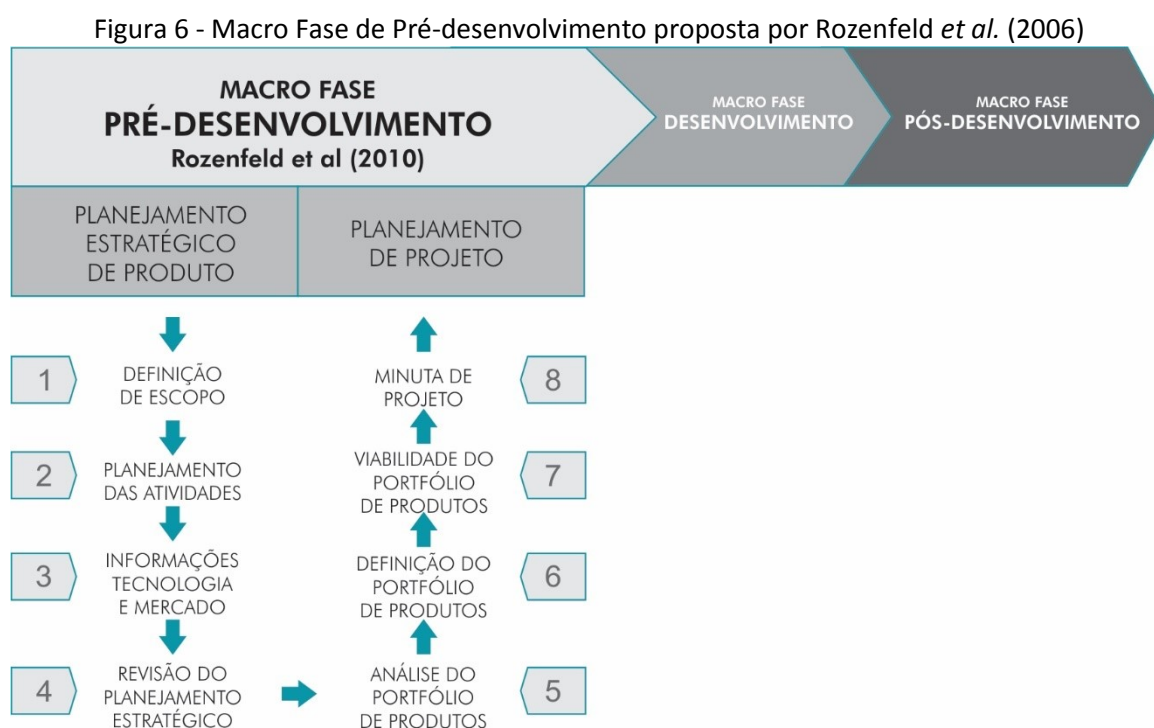 Figura 6 - Macro Fase de Pré-desenvolvimento proposta por Rozenfeld et al. (2006)
MACRO FASE
PRÉ-DESENVOLVIMENTO
Rozenfeld et al (2010)
MACRO FASE
DESENVOLVIMENTO
MACRO FASE
PÓS-DESENVOLVIMENTO
PLANEJAMENTO
ESTRATÉGICO
DE PRODUTO
PLANEJAMENTO
DE PROJETO
1
DEFINIÇÃO
DE ESCOPO
MINUTA DE
PROJETO
8
2
PLANEJAMENTO
DAS ATIVIDADES
VIABILIDADE DO
PORTFÓLIO
DE PRODUTOS
7
3
INFORMAÇÕES
TECNOLOGIA
E MERCADO
DEFINIÇÃO DO
PORTFÓLIO
DE PRODUTOS
6
4
REVISÃO DO
PLANEJAMENTO
ESTRATÉGICO
ANÁLISE DO
PORTFÓLIO
DE PRODUTOS
5